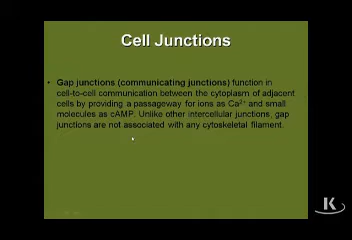 Cell Junctions
• Gap junctions (communicating junctions) function in
cell-to-cell communication between the cytoplasm of adjacent
cells by providing a passageway for ions as Ca²⁺ and small
molecules as cAMP. Unlike other intercellular junctions, gap
junctions are not associated with any cytoskeletal filament.
K